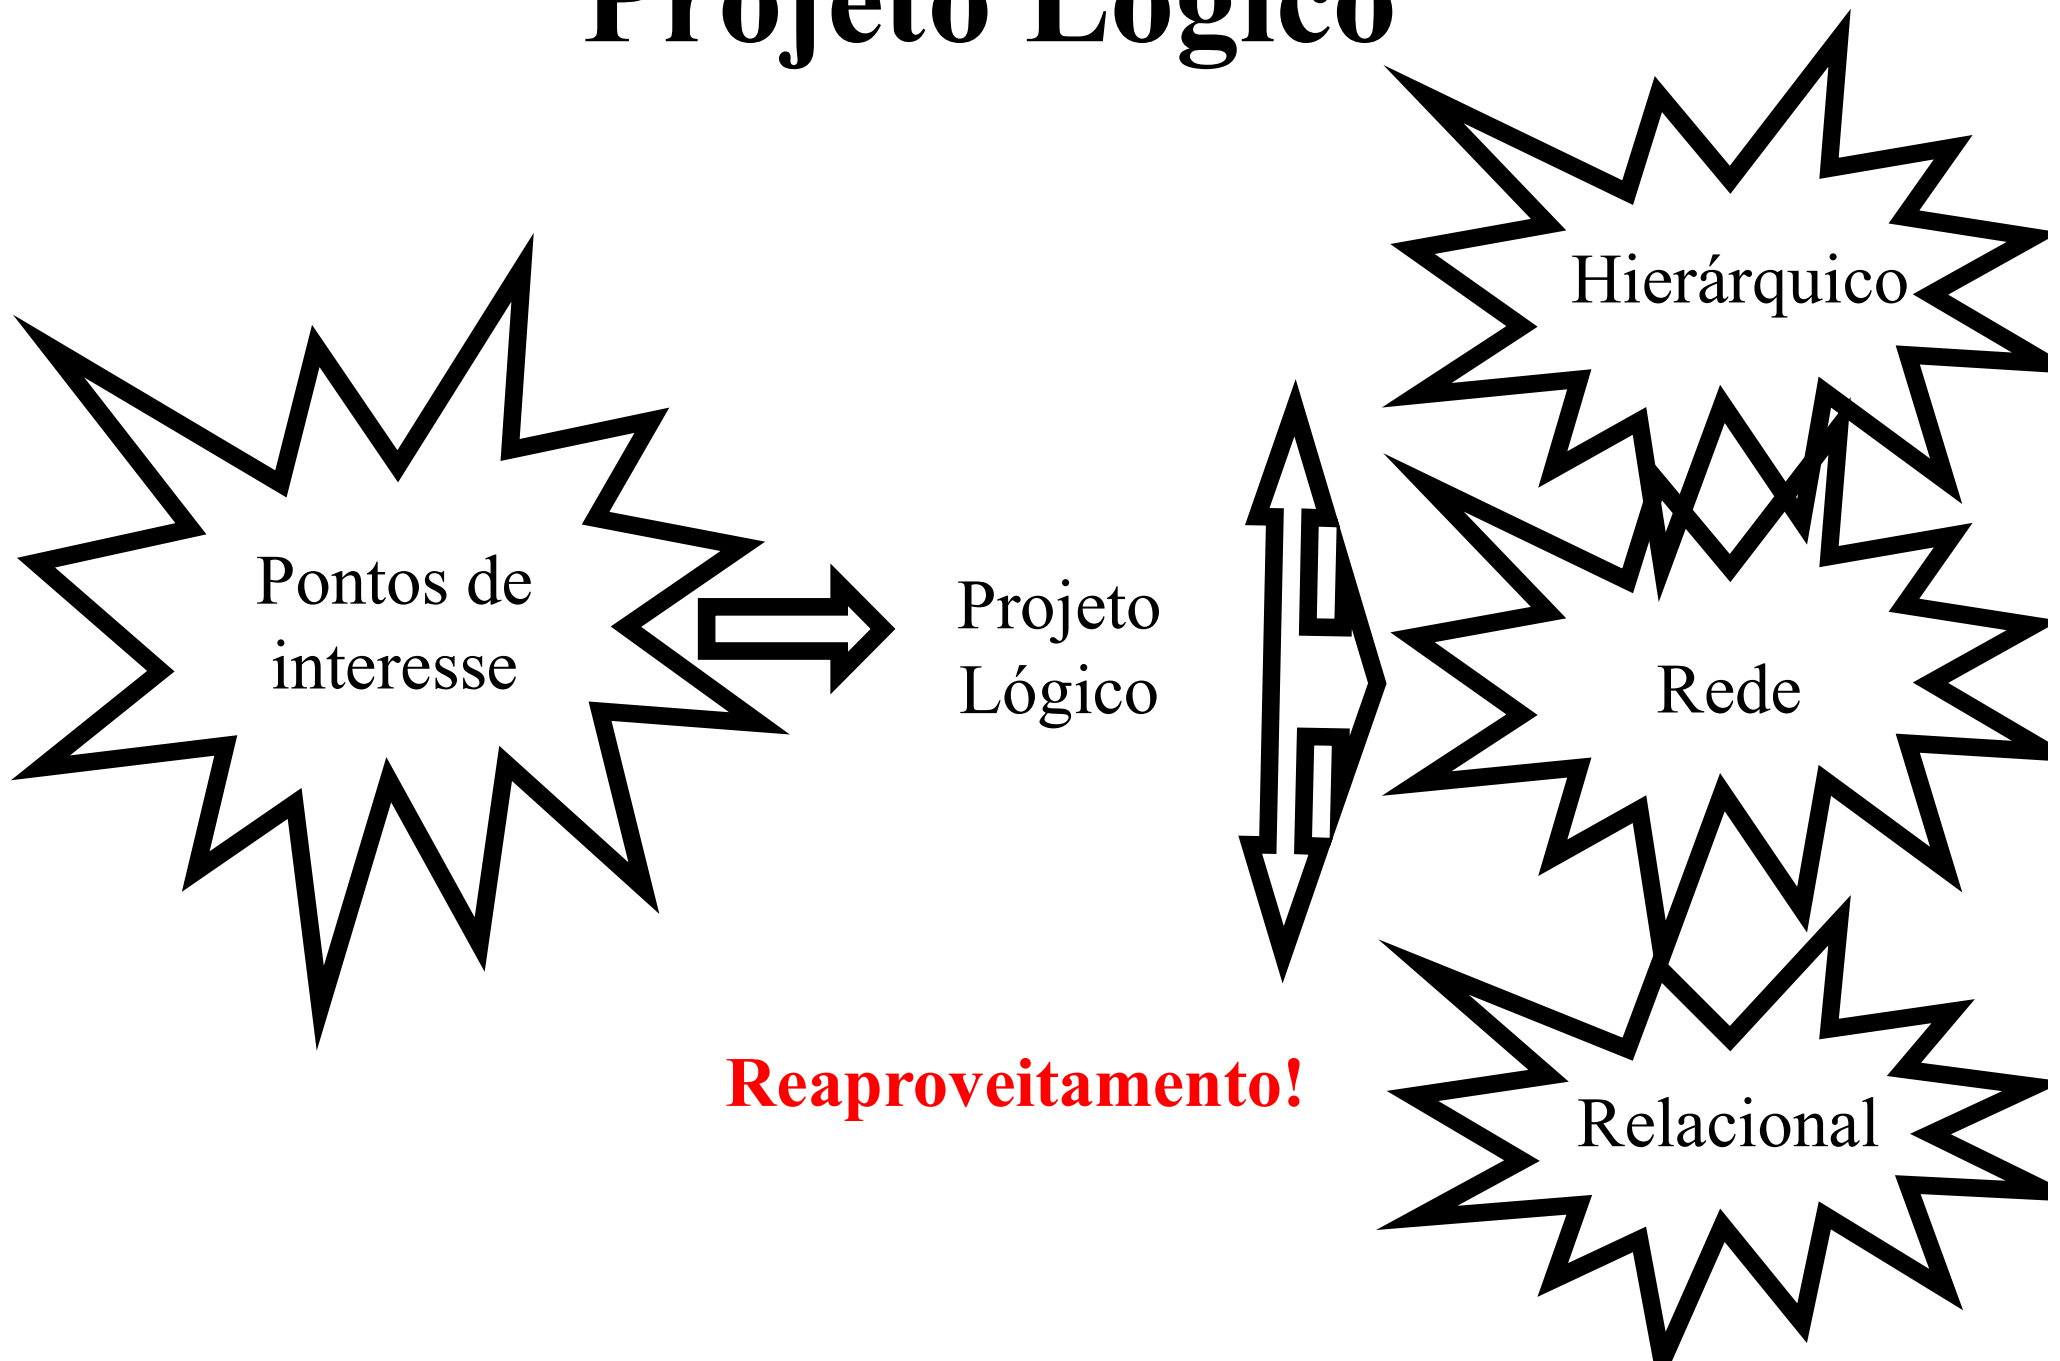 Projeto Lógico
Hierárquico
Pontos de
interesse
Projeto
Lógico
Rede
Reaproveitamento!
Relacional